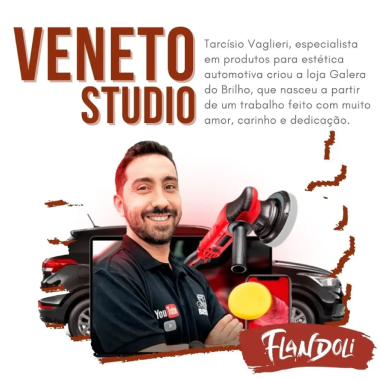 VENETO
STUDIO
Tarcísio Vaglieri, especialista
em produtos para estética
automotiva criou a loja Galera
do Brilho, que nasceu a partir
de um trabalho feito com muito
amor, carinho e dedicação.
YouTube
FLANDOLI